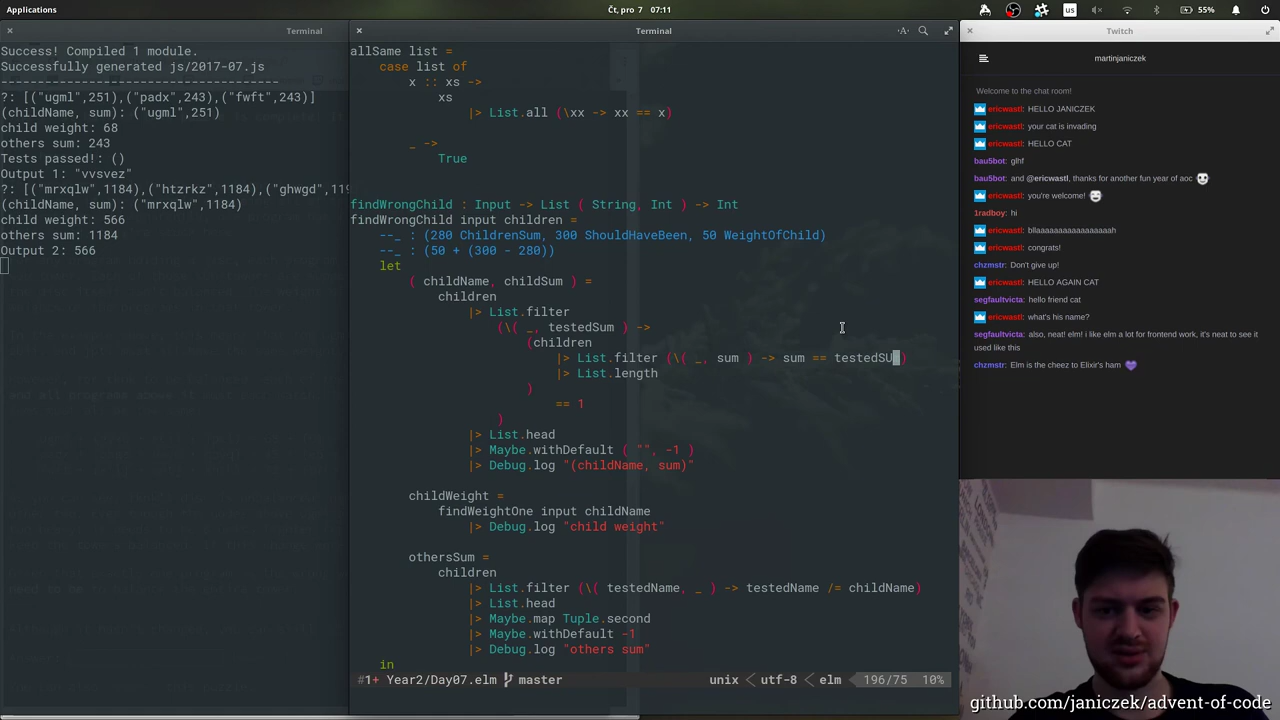 Applications
Čt, pro 7 07:11
us
55%
Terminal
Terminal
·A·
Twitch
Success! Compiled 1 module.
Successfully generated js/2017-07.js
?: [("ugml",251),("padx",243),("fwft",243)]
(childName, sum): ("ugml",251)
child weight: 68
others sum: 243
Tests passed!: ()
Output 1: "vvsvez"
?: [("mrxqlw",1184),("htzrkz",1184),("ghwgd",119
(childName, sum): ("mrxqlw",1184)
child weight: 566
others sum: 1184
Output 2: 566
allSame list =
case list of
x :: xs ->
xs
|> List.all (\xx -> xx == x)
_ ->
True
findWrongChild : Input -> List ( String, Int ) -> Int
findWrongChild input children =
--_ : (280 ChildrenSum, 300 ShouldHaveBeen, 50 WeightOfChild)
--_ : (50 + (300 - 280))
let
( childName, childSum ) =
children
|> List.filter
(\( _, testedSum ) ->
(children
|> List.filter (\( _, sum ) -> sum == testedSU )
|> List.length
)
== 1
)
|> List.head
|> Maybe.withDefault ( "", -1 )
|> Debug.log "(childName, sum)"
childWeight =
findWeightOne input childName
|> Debug.log "child weight"
othersSum =
children
|> List.filter (\( testedName, _ ) -> testedName /= childName)
|> List.head
|> Maybe.map Tuple.second
|> Maybe.withDefault -1
|> Debug.log "others sum"
in
#1+ Year2/Day07.elm master
unix < utf-8 < elm < 196/75 10%
martinjaniczek
Welcome to the chat room!
ericwastl: HELLO JANICZEK
ericwastl: your cat is invading
ericwastl: HELLO CAT
bau5bot: glhf
bau5bot: and @ericwastl, thanks for another fun year of aoc
ericwastl: you're welcome!
1radboy: hi
ericwastl: bllaaaaaaaaaaaaaaaaah
ericwastl: congrats!
chzmstr: Don't give up!
ericwastl: HELLO AGAIN CAT
segfaultvicta: hello friend cat
ericwastl: what's his name?
segfaultvicta: also, neat! elm! i like elm a lot for frontend work, it's neat to see it
used like this
chzmstr: Elm is the cheez to Elixir's ham
github.com/janiczek/advent-of-code